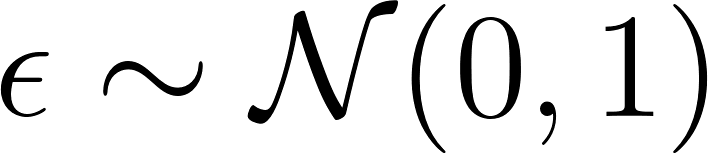 ϵ ∼ 𝒩(0, 1)